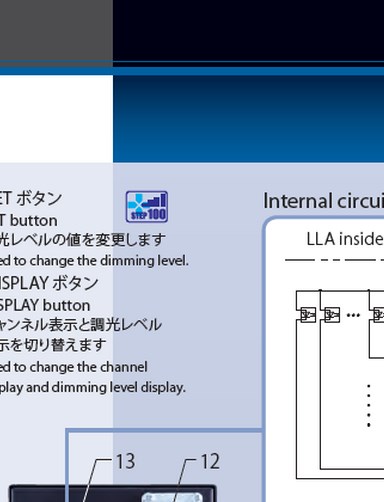 ET ボタン
T button
光レベルの値を変更します
ed to change the dimming level.
ISPLAY ボタン
SPLAY button
ャンネル表示と調光レベル
示を切り替えます
ed to change the channel
play and dimming level display.
STEP 100
Internal circui
LLA inside
13
12